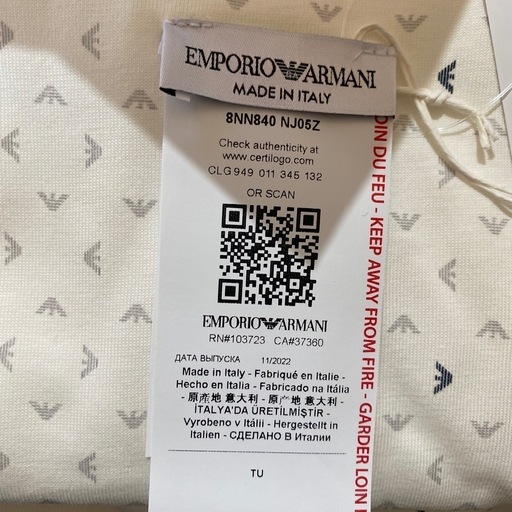 EMPORIO ARMANI
MADE IN ITALY
8NN840 NJ05Z
Check authenticity at
www.certilogo.com
CLG 949 011 345 132
OR SCAN
EMPORIO ARMANI
RN#103723 CA#37360
ДАТА ВЫПУСКА 11/2022
Made in Italy - Fabriqué en Italie -
Hecho en Italia - Fabricado na Itália
- 原产地 意大利 - 原产地 意大利 -
İTALYA'DA ÜRETİLMİŞTİR -
Vyrobeno v Itálii - Hergestellt in
Italien - СДЕЛАНО В Италии
TU
OIN DU FEU - KEEP AWAY FROM FIRE - GARDER LOIN